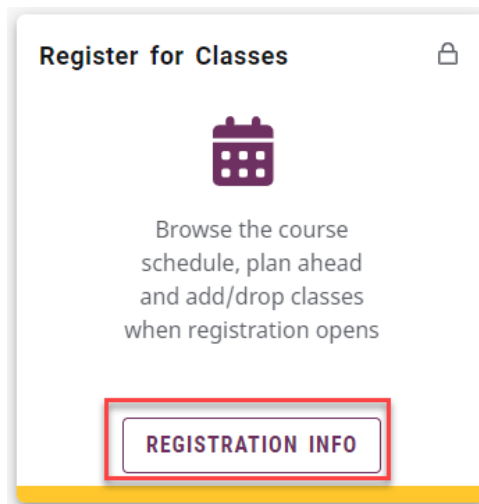 Register for Classes
Browse the course
schedule, plan ahead
and add/drop classes
when registration opens
REGISTRATION INFO